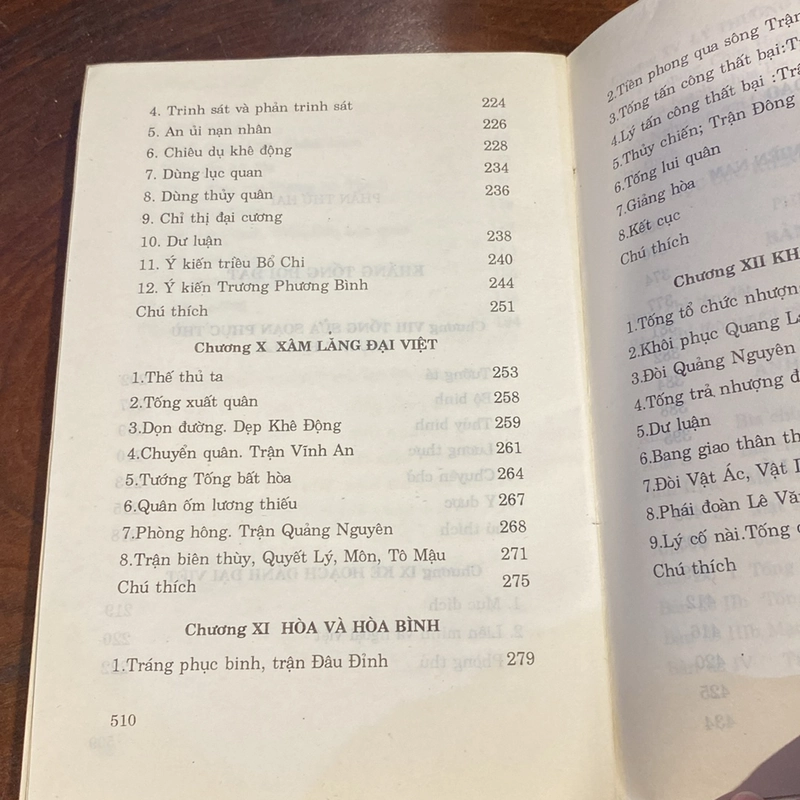 4. Trinh sát và phản trinh sát 224
5. An ủi nạn nhân 226
6. Chiêu dụ khê động 228
7. Dùng lục quan 234
8. Dùng thủy quân 236
9. Chỉ thị đại cương
10. Dư luận 238
11. Ý kiến triều Bổ Chi 240
12. Ý kiến Trương Phương Bình 244
Chú thích 251
Chương X XÂM LĂNG ĐẠI VIỆT
1.Thế thủ ta 253
2.Tống xuất quân 258
3.Dọn đường. Dẹp Khê Động 259
4.Chuyển quân. Trận Vĩnh An 261
5.Tướng Tống bất hòa 264
6.Quân ốm lương thiếu 267
7.Phòng hông. Trận Quảng Nguyên 268
8.Trận biên thùy, Quyết Lý, Môn, Tô Mậu 271
Chú thích 275
Chương XI HÒA VÀ HÒA BÌNH
1.Tráng phục binh, trận Đâu Đỉnh 279
510
2.Tiền phong qua sông Trận
3.Tống tấn công thất bại:T
4.Lý tấn công thất bại :Trậ
5.Thủy chiến; Trận Đông
6.Tống lui quân
7.Giảng hòa
8.Kết cục
Chú thích
Chương XII KH
1.Tống tổ chức nhượn
2.Khôi phục Quang La
3.Đòi Quảng Nguyên
4.Tống trả nhượng đ
5.Dư luận
6.Bang giao thân th
7.Đòi Vật Ác, Vật D
8.Phái đoàn Lê Vă
9.Lý cố nài.Tống c
Chú thích